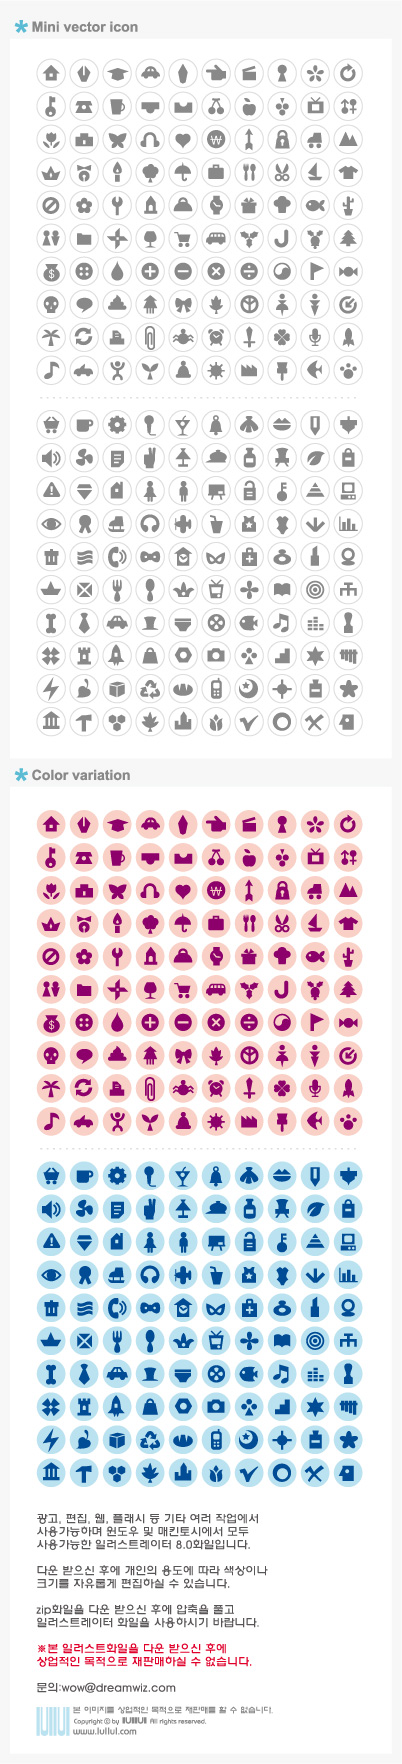 Mini vector icon
Color variation
광고, 편집, 웹, 플래시 등 기타 여러 작업에서
사용가능하며 윈도우 및 매킨토시에서 모두
사용가능한 일러스트레이터 8.0화일입니다.
다운 받으신 후에 개인의 용도에 따라 색상이나
크기를 자유롭게 편집하실 수 있습니다.
zip화일을 다운 받으신 후에 압축을 풀고
일러스트레이터 화일을 사용하시기 바랍니다.
※본 일러스트화일을 다운 받으신 후에
상업적인 목적으로 재판매하실 수 없습니다.
문의:wow@dreamwiz.com
본 이미지를 상업적인 목적으로 재판매를 할 수 없습니다.
Copyright ⓒ by lullul All rights reserved.
www.lullul.com